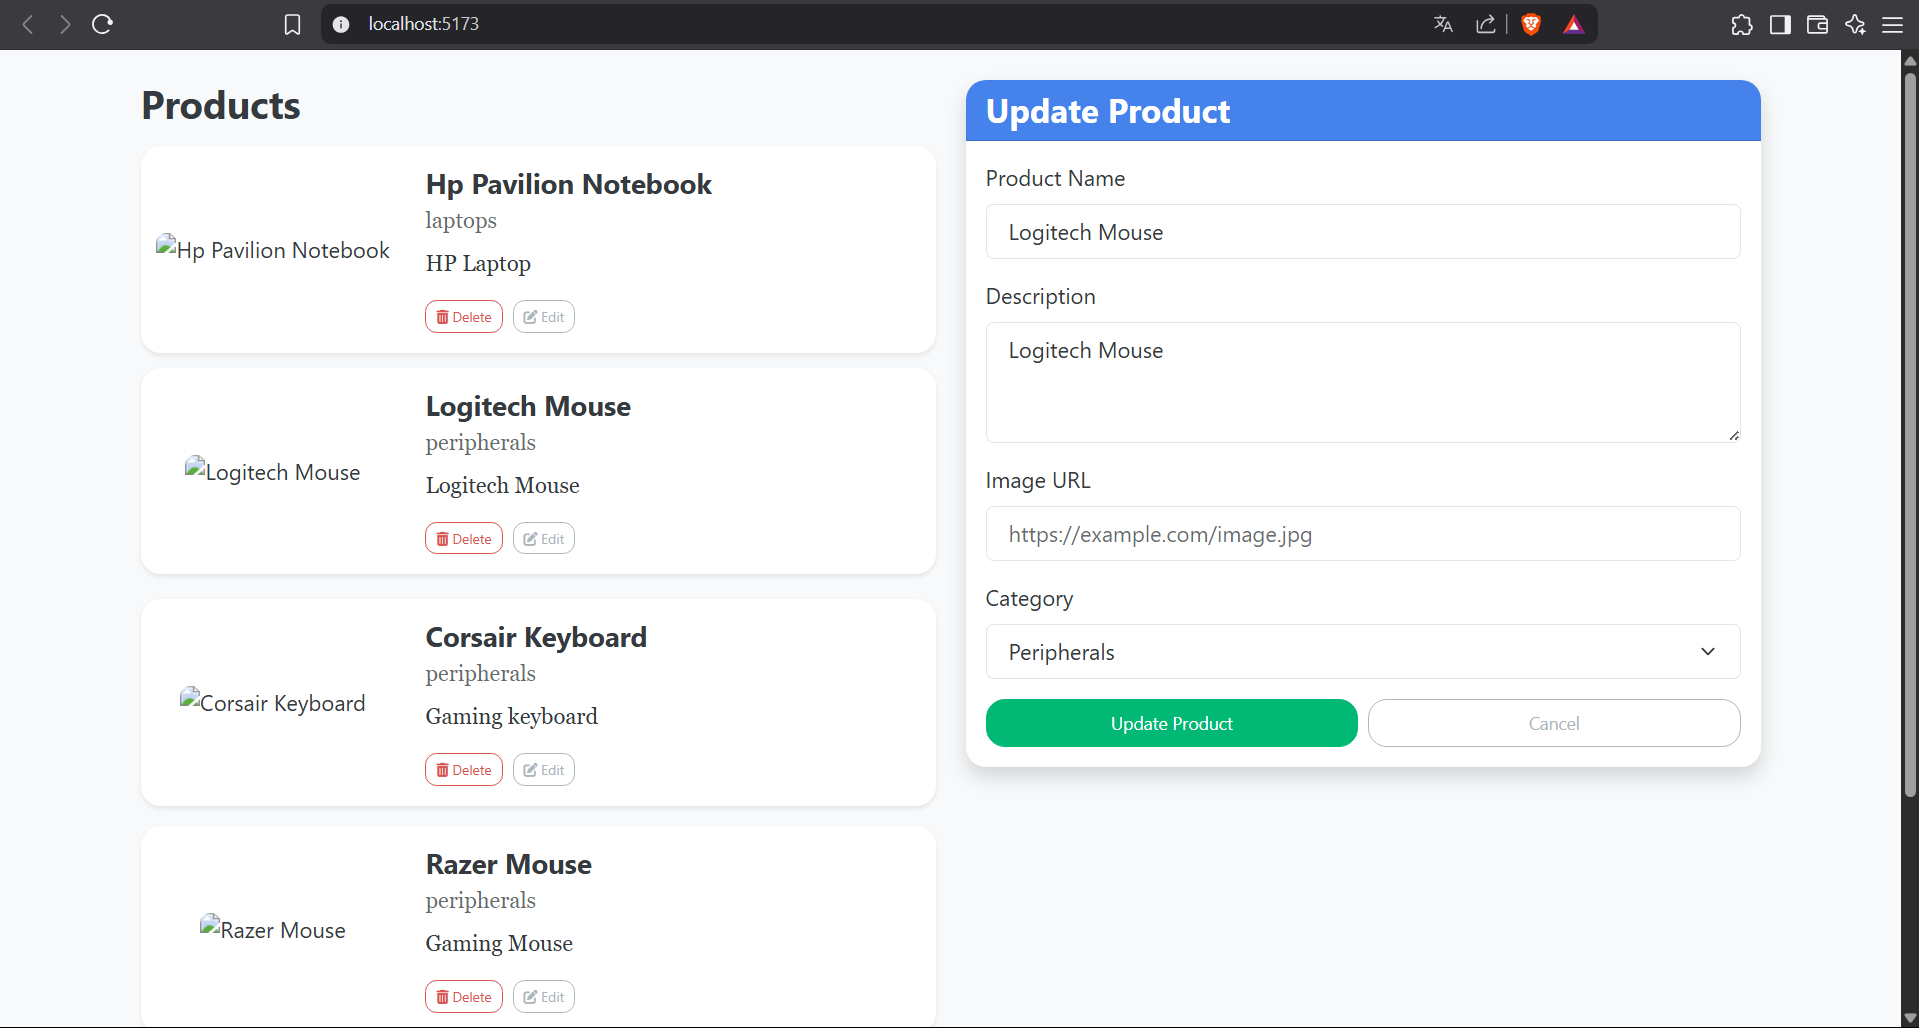 localhost:5173
Products
Hp Pavilion Notebook
Hp Pavilion Notebook
laptops
HP Laptop
Delete
Edit
Logitech Mouse
Logitech Mouse
peripherals
Logitech Mouse
Delete
Edit
Corsair Keyboard
Corsair Keyboard
peripherals
Gaming keyboard
Delete
Edit
Razer Mouse
Razer Mouse
peripherals
Gaming Mouse
Delete
Edit
Update Product
Product Name
Logitech Mouse
Description
Logitech Mouse
Image URL
https://example.com/image.jpg
Category
Peripherals
Update Product
Cancel